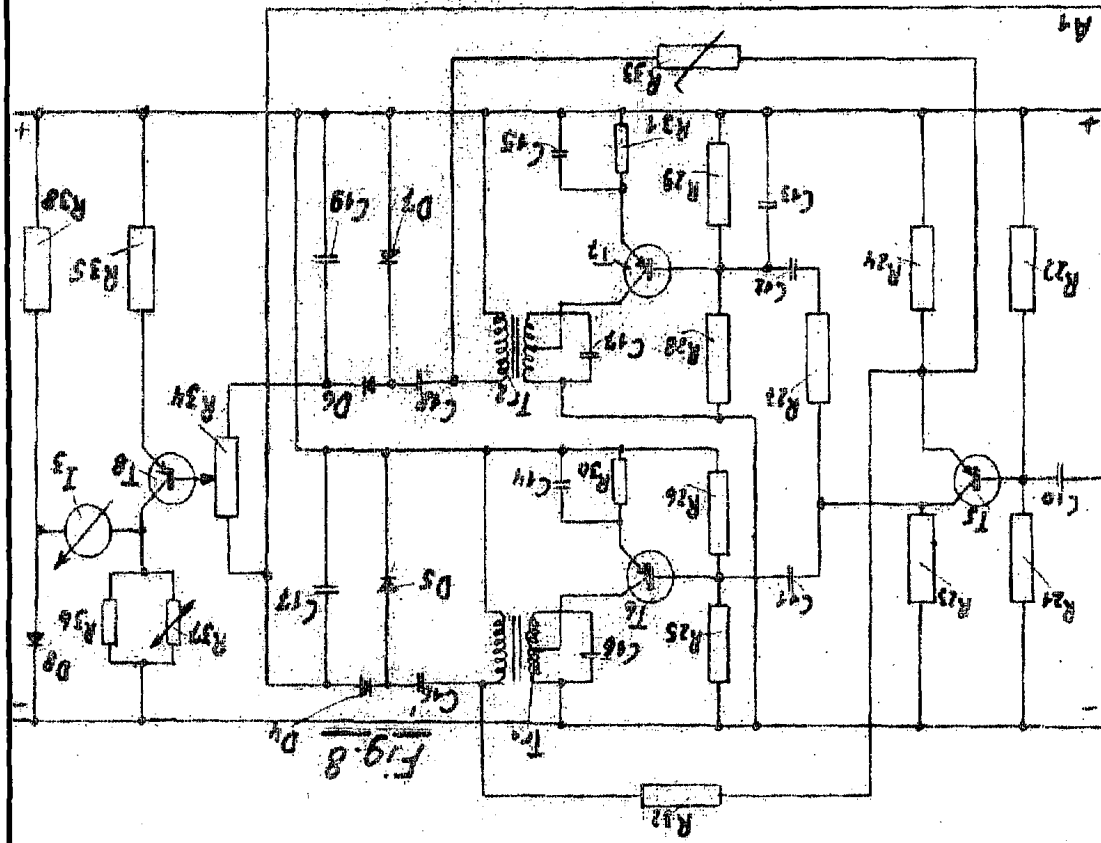 R32
Fig. 8
D4
-
-
Tr1
C16'
R21
R23
R25
C16
D5
C17
R37
R36
D8
C10
T5
C11
T6
R26
R30
C14
T8
I3
R34
R27
R28
C17
Tr2
C18
D6
R22
R24
C12
T7
R35
R38
C13
R29
R31
C15
D7
C19
+
+
R33
A1